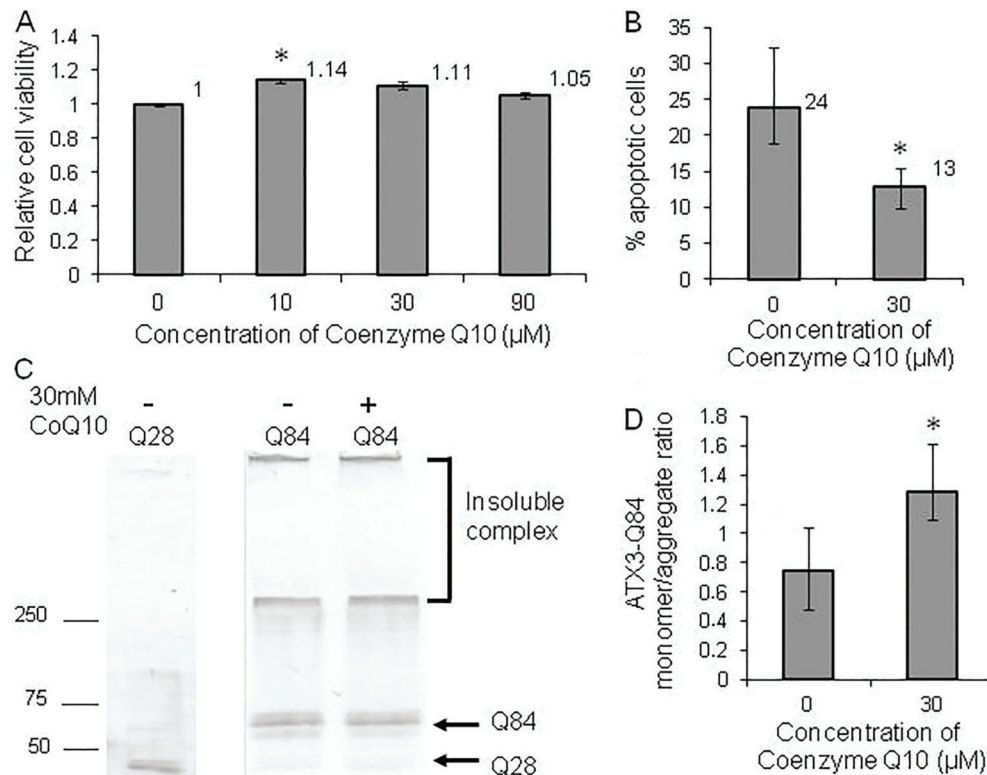 A
Relative cell viability
1.4
1.2
1
0.8
0.6
0.4
0.2
0
1
*
1.14
1.11
1.05
0 10 30 90
Concentration of Coenzyme Q10 (µM)
B
% apoptotic cells
35
30
25
20
15
10
5
0
24
*
13
0 30
Concentration of
Coenzyme Q10 (µM)
C
30mM - - +
CoQ10 Q28 Q84 Q84
Insoluble
complex
250
75
50
Q84
Q28
D
ATX3-Q84
monomer/aggregate ratio
1.8
1.6
1.4
1.2
1
0.8
0.6
0.4
0.2
0
*
0 30
Concentration of
Coenzyme Q10 (µM)